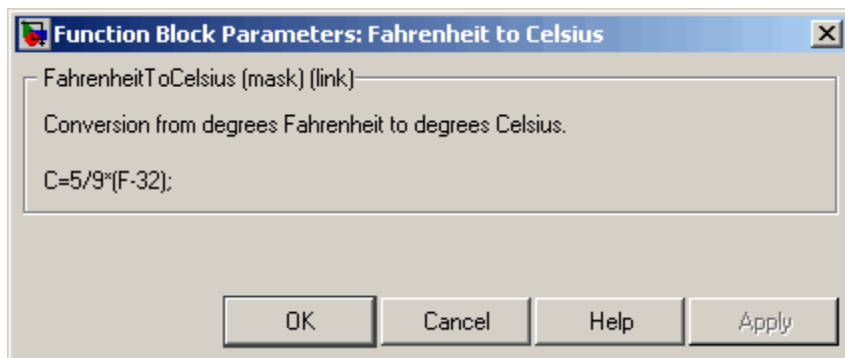 Function Block Parameters: Fahrenheit to Celsius
FahrenheitToCelsius (mask) (link)
Conversion from degrees Fahrenheit to degrees Celsius.
C=5/9*(F-32);
OK Cancel Help Apply